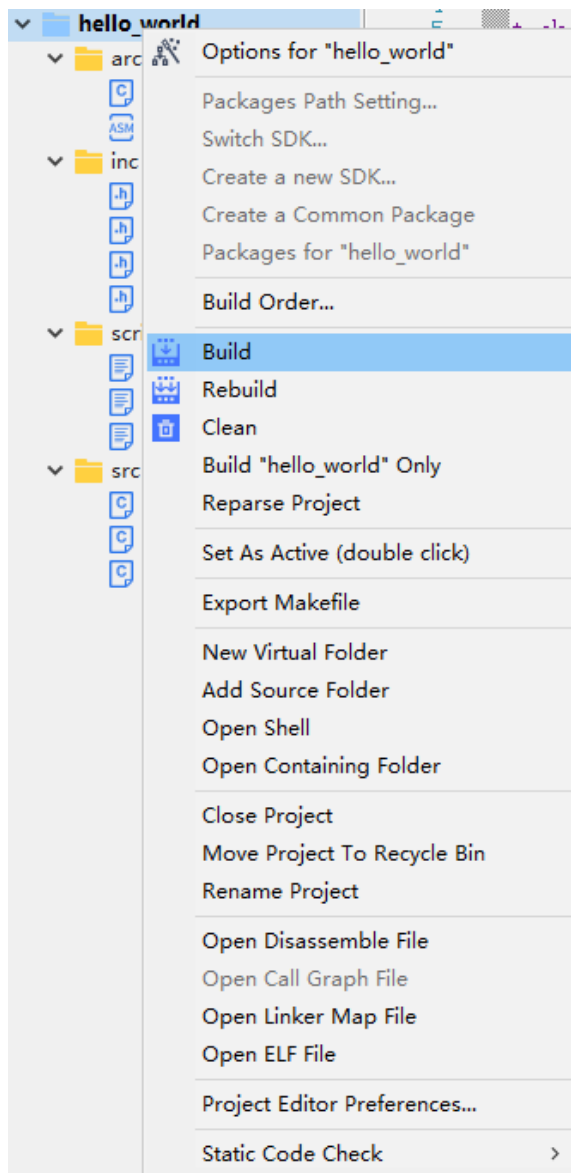 hello_world
arc
C
ASM
inc
.h
.h
.h
.h
scri
src
C
C
C
Options for "hello_world"
Packages Path Setting...
Switch SDK...
Create a new SDK...
Create a Common Package
Packages for "hello_world"
Build Order...
Build
Rebuild
Clean
Build "hello_world" Only
Reparse Project
Set As Active (double click)
Export Makefile
New Virtual Folder
Add Source Folder
Open Shell
Open Containing Folder
Close Project
Move Project To Recycle Bin
Rename Project
Open Disassemble File
Open Call Graph File
Open Linker Map File
Open ELF File
Project Editor Preferences...
Static Code Check